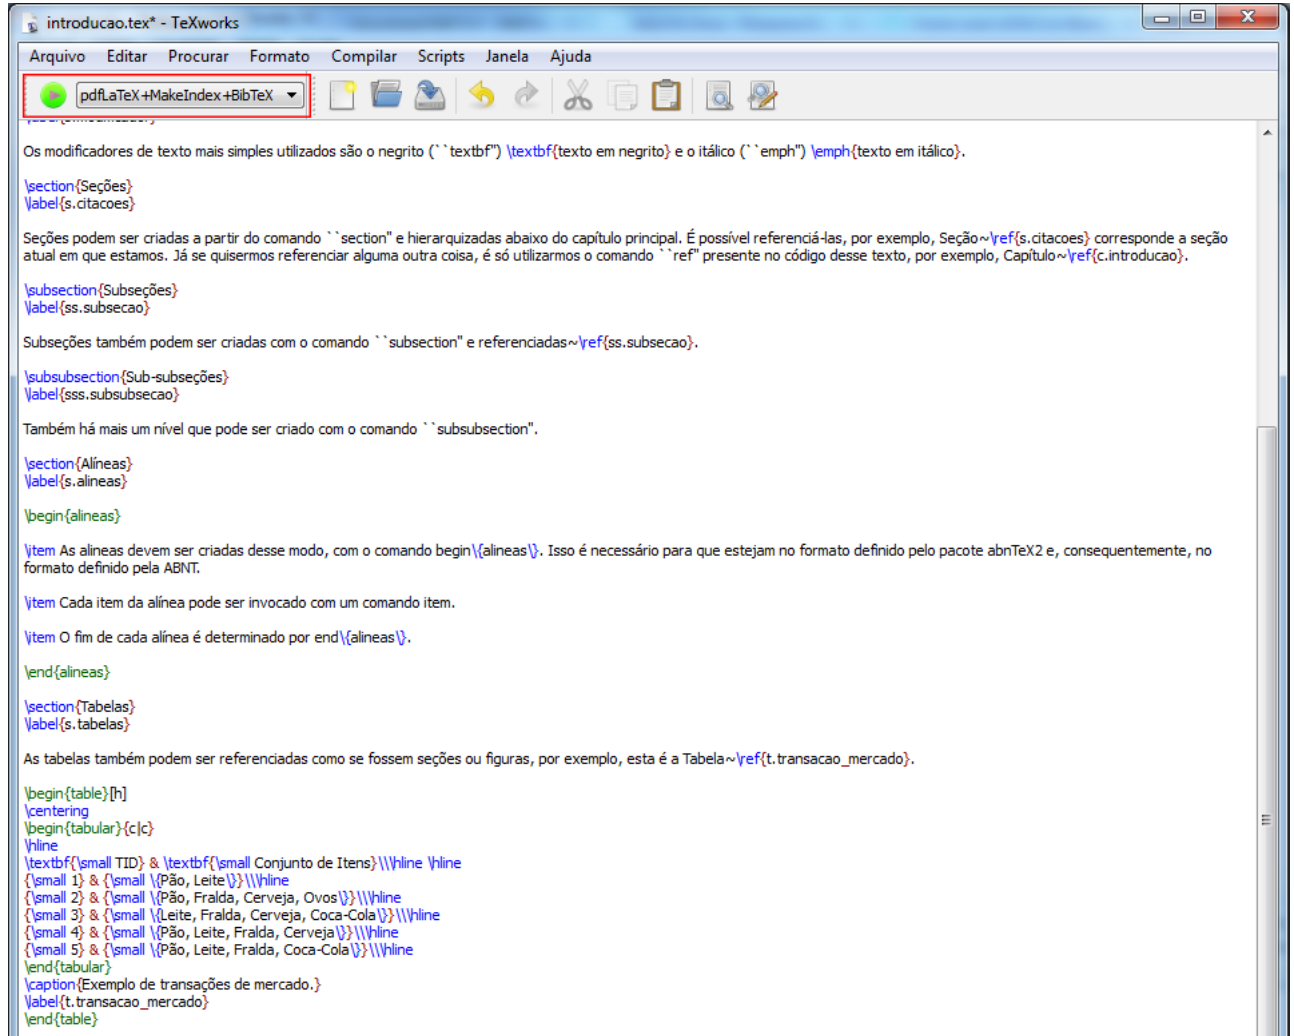 introducao.tex* - TeXworks
Arquivo Editar Procurar Formato Compilar Scripts Janela Ajuda
pdfLaTeX+MakeIndex+BibTeX
Os modificadores de texto mais simples utilizados são o negrito (``textbf") \textbf{texto em negrito} e o itálico (``emph") \emph{texto em itálico}.
\section{Seções}
\label{s.citacoes}
Seções podem ser criadas a partir do comando ``section" e hierarquizadas abaixo do capítulo principal. É possível referenciá-las, por exemplo, Seção~\ref{s.citacoes} corresponde a seção
atual em que estamos. Já se quisermos referenciar alguma outra coisa, é só utilizarmos o comando ``ref" presente no código desse texto, por exemplo, Capítulo~\ref{c.introducao}.
\subsection{Subseções}
\label{ss.subsecao}
Subseções também podem ser criadas com o comando ``subsection" e referenciadas~\ref{ss.subsecao}.
\subsubsection{Sub-subseções}
\label{sss.subsubsecao}
Também há mais um nível que pode ser criado com o comando ``subsubsection".
\section{Alíneas}
\label{s.alineas}
\begin{alineas}
\item As alineas devem ser criadas desse modo, com o comando begin\{alineas\}. Isso é necessário para que estejam no formato definido pelo pacote abnTeX2 e, consequentemente, no
formato definido pela ABNT.
\item Cada item da alínea pode ser invocado com um comando item.
\item O fim de cada alínea é determinado por end\{alineas\}.
\end{alineas}
\section{Tabelas}
\label{s.tabelas}
As tabelas também podem ser referenciadas como se fossem seções ou figuras, por exemplo, esta é a Tabela~\ref{t.transacao_mercado}.
\begin{table}[h]
\centering
\begin{tabular}{c|c}
\hline
\textbf{\small TID} & \textbf{\small Conjunto de Itens}\\\hline \hline
{\small 1} & {\small \{Pão, Leite\}}\\\hline
{\small 2} & {\small \{Pão, Fralda, Cerveja, Ovos\}}\\\hline
{\small 3} & {\small \{Leite, Fralda, Cerveja, Coca-Cola\}}\\\hline
{\small 4} & {\small \{Pão, Leite, Fralda, Cerveja\}}\\\hline
{\small 5} & {\small \{Pão, Leite, Fralda, Coca-Cola\}}\\\hline
\end{tabular}
\caption{Exemplo de transações de mercado.}
\label{t.transacao_mercado}
\end{table}